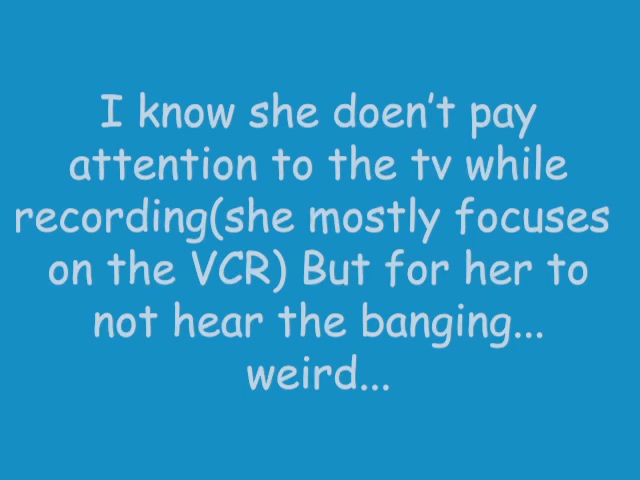 I know she doen’t pay
attention to the tv while
recording(she mostly focuses
on the VCR) But for her to
not hear the banging...
weird...